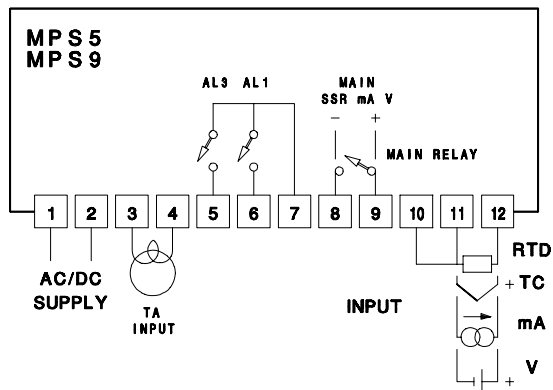 MPS5
MPS9
AL3 AL1
MAIN
SSR mA V
- +
MAIN RELAY
1 2 3 4 5 6 7 8 9 10 11 12
AC/DC
SUPPLY
TA
INPUT
INPUT
RTD
+ TC
mA
V